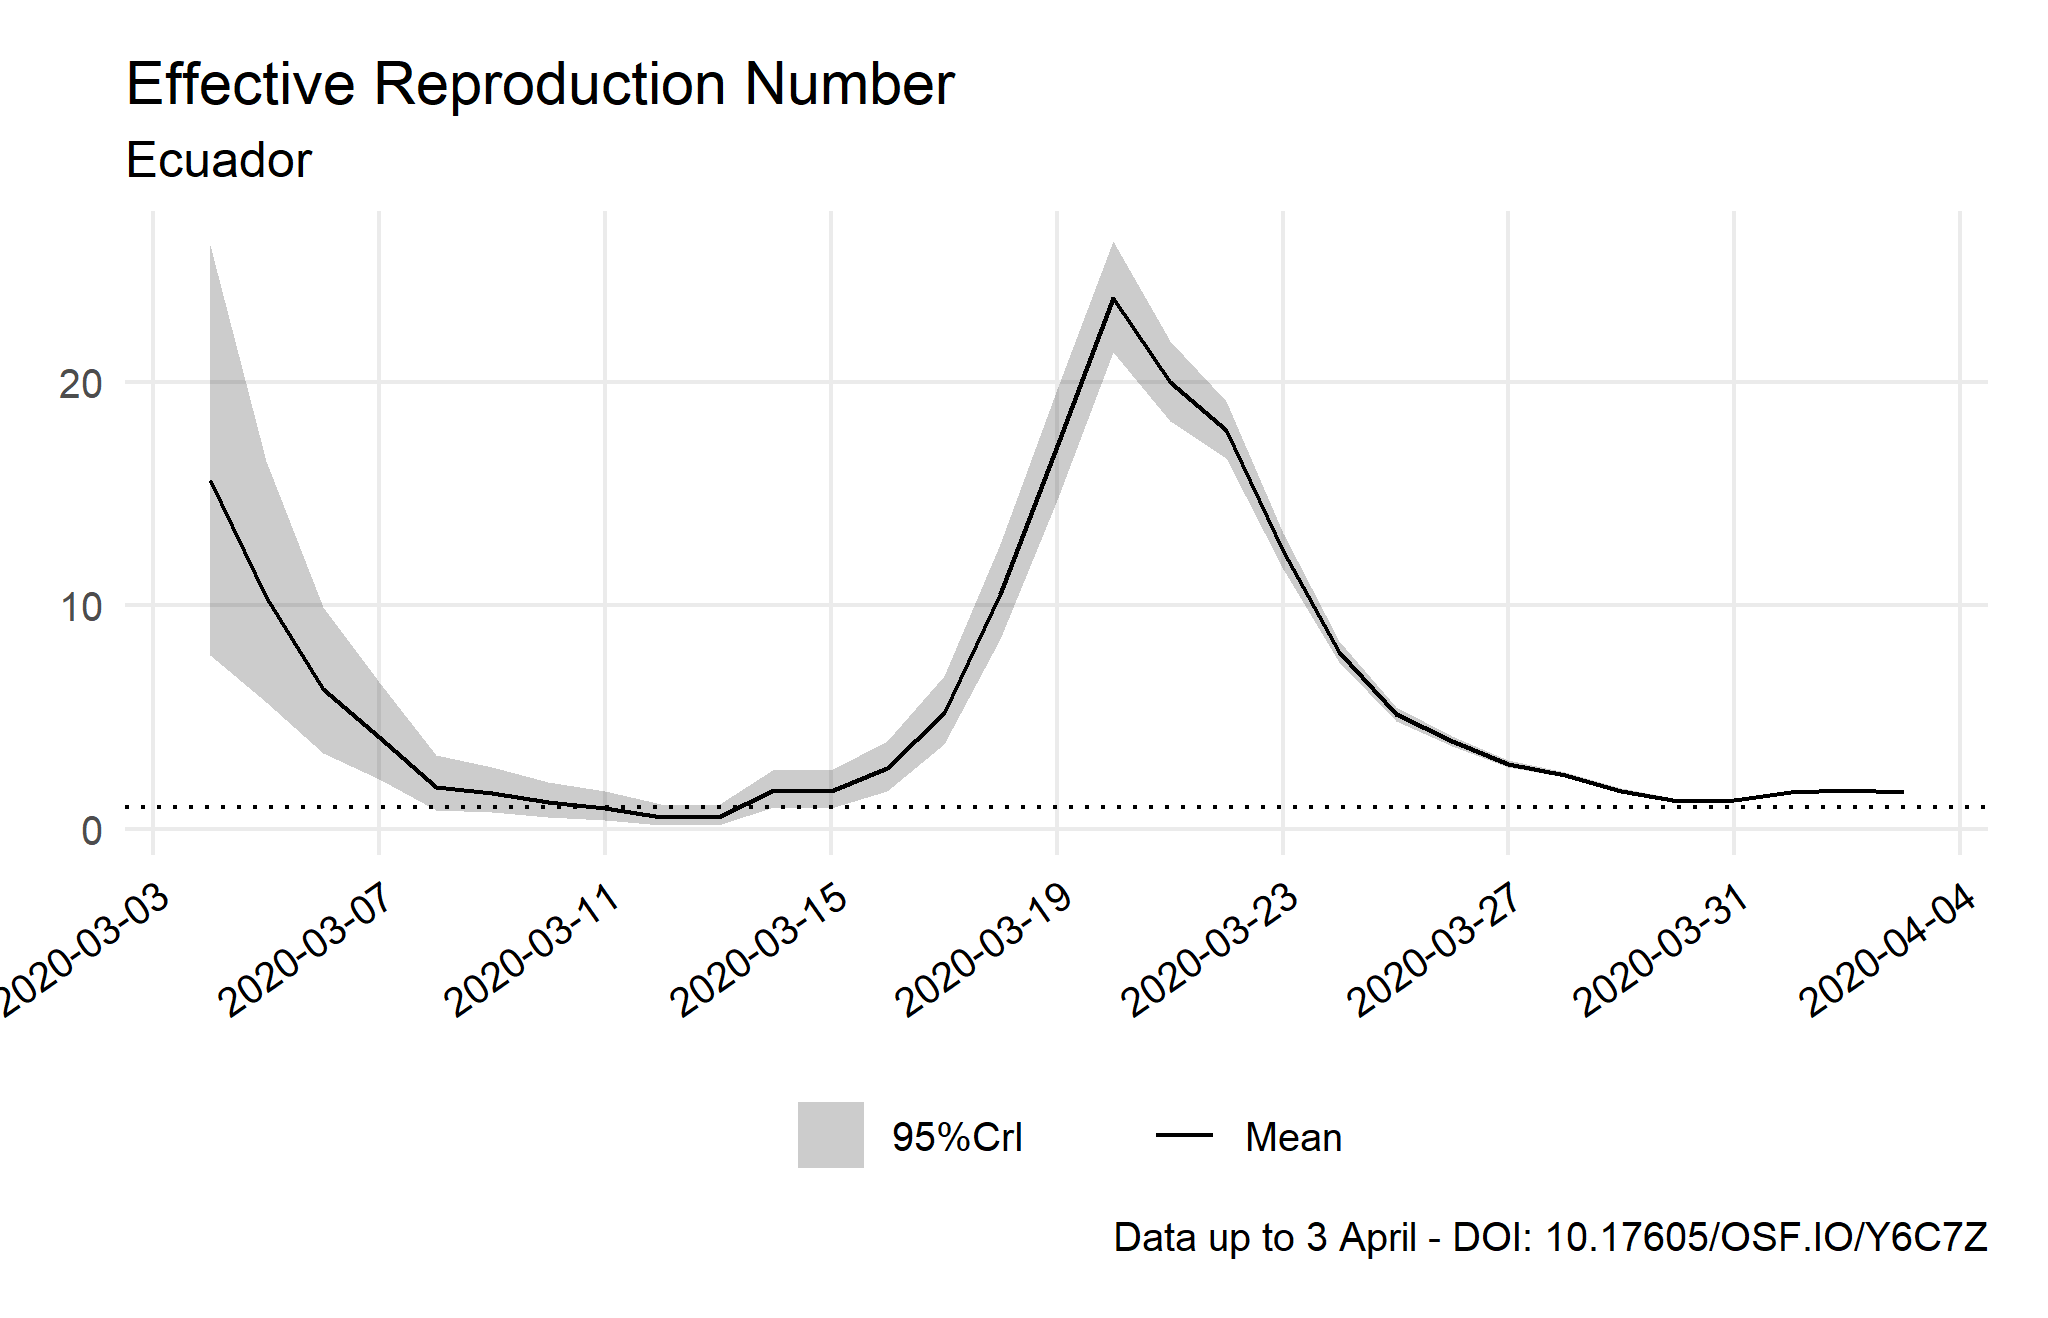 Effective Reproduction Number
Ecuador
20
10
0
2020-03-03
2020-03-07
2020-03-11
2020-03-15
2020-03-19
2020-03-23
2020-03-27
2020-03-31
2020-04-04
95%CrI
Mean
Data up to 3 April - DOI: 10.17605/OSF.IO/Y6C7Z